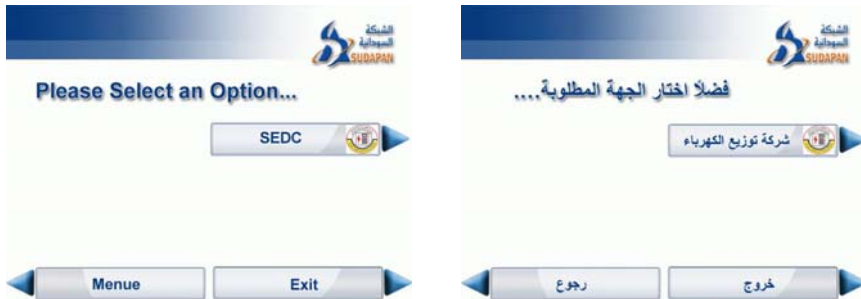 الشبكة
السودانية
SUDAPAN
Please Select an Option...
SEDC
Menue
Exit
الشبكة
السودانية
SUDAPAN
فضلاً اختار الجهة المطلوبة....
شركة توزيع الكهرباء
رجوع
خروج